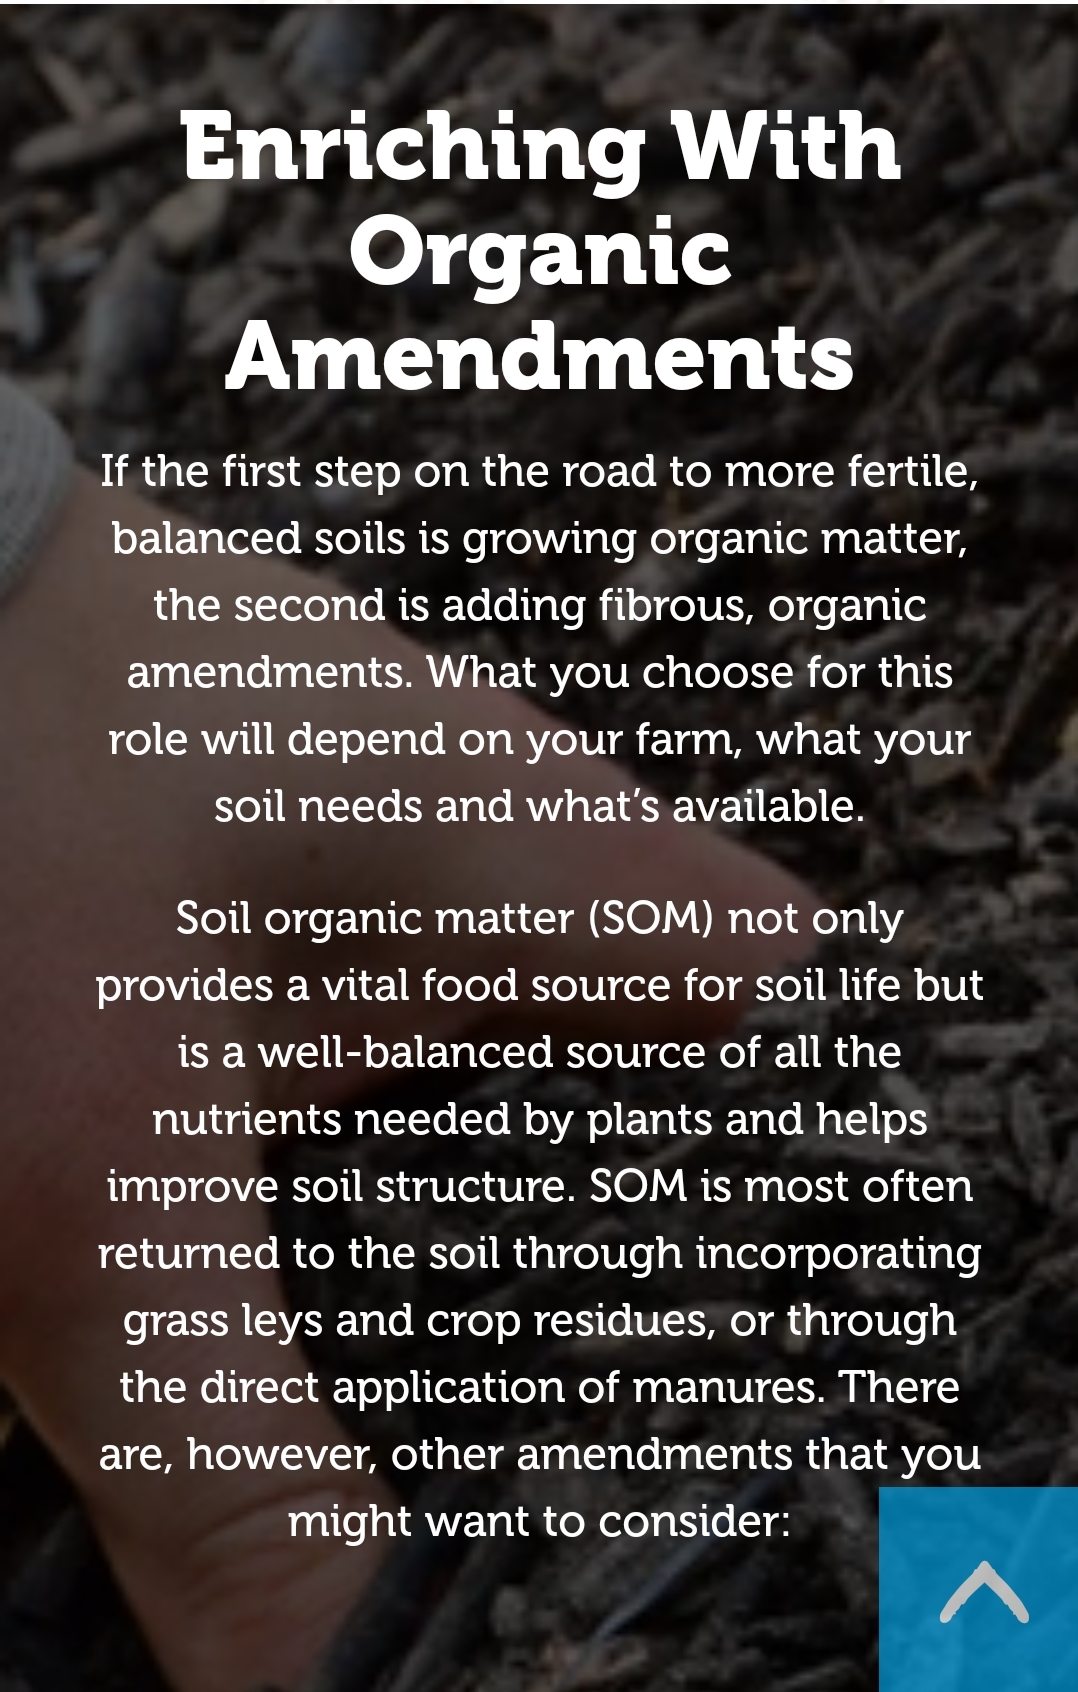 Enriching With
Organic
Amendments
If the first step on the road to more fertile,
balanced soils is growing organic matter,
the second is adding fibrous, organic
amendments. What you choose for this
role will depend on your farm, what your
soil needs and what’s available.
Soil organic matter (SOM) not only
provides a vital food source for soil life but
is a well-balanced source of all the
nutrients needed by plants and helps
improve soil structure. SOM is most often
returned to the soil through incorporating
grass leys and crop residues, or through
the direct application of manures. There
are, however, other amendments that you
might want to consider: